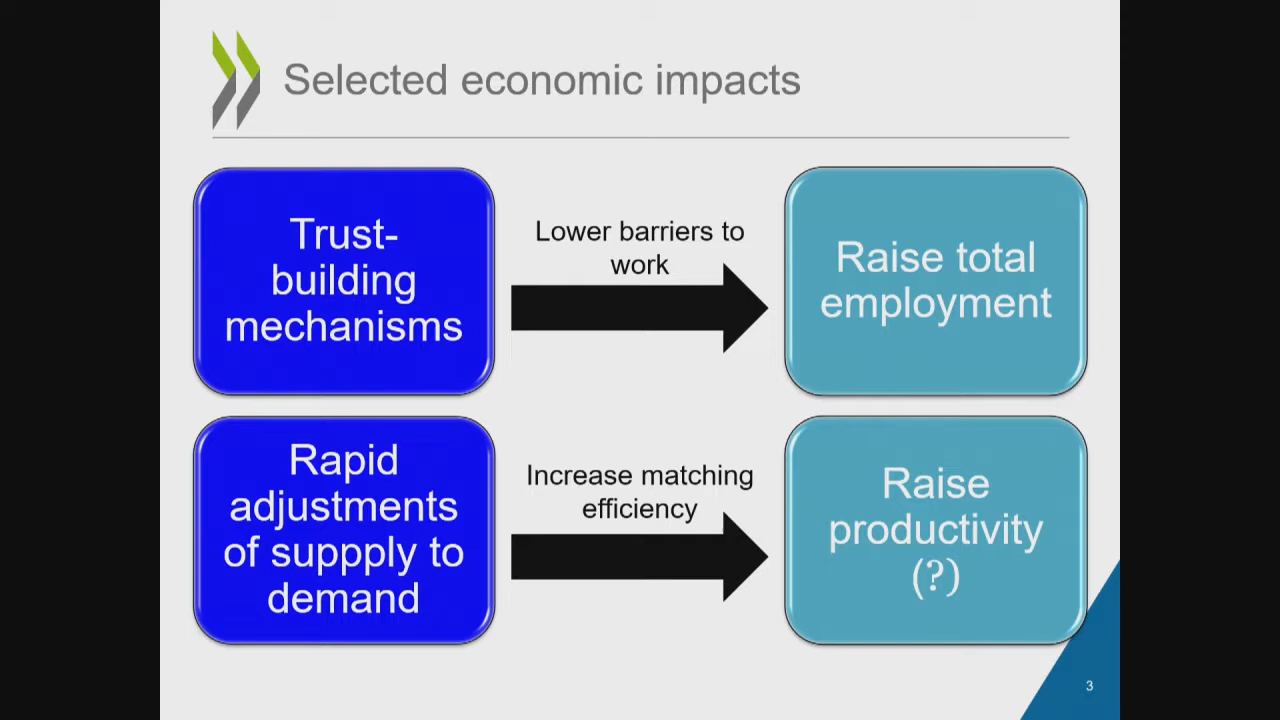 Selected economic impacts
Trust-
building
mechanisms
Lower barriers to
work
Raise total
employment
Rapid
adjustments
of suppply to
demand
Increase matching
efficiency
Raise
productivity
(?)
3